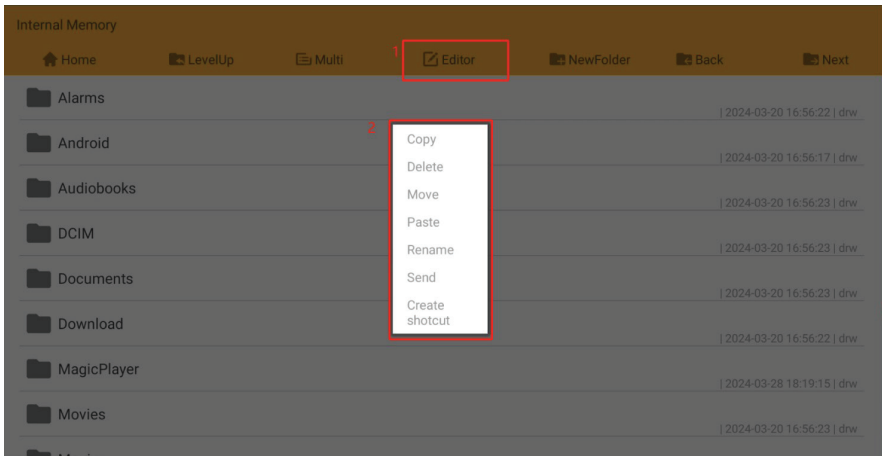 Internal Memory
Home LevelUp Multi 1 Editor NewFolder Back Next
Alarms
| 2024-03-20 16:56:22 | drw
Android
| 2024-03-20 16:56:17 | drw
Audiobooks
| 2024-03-20 16:56:23 | drw
DCIM
| 2024-03-20 16:56:23 | drw
Documents
| 2024-03-20 16:56:23 | drw
Download
| 2024-03-20 16:56:22 | drw
MagicPlayer
| 2024-03-28 18:19:15 | drw
Movies
| 2024-03-20 16:56:23 | drw
2
Copy
Delete
Move
Paste
Rename
Send
Create
shotcut